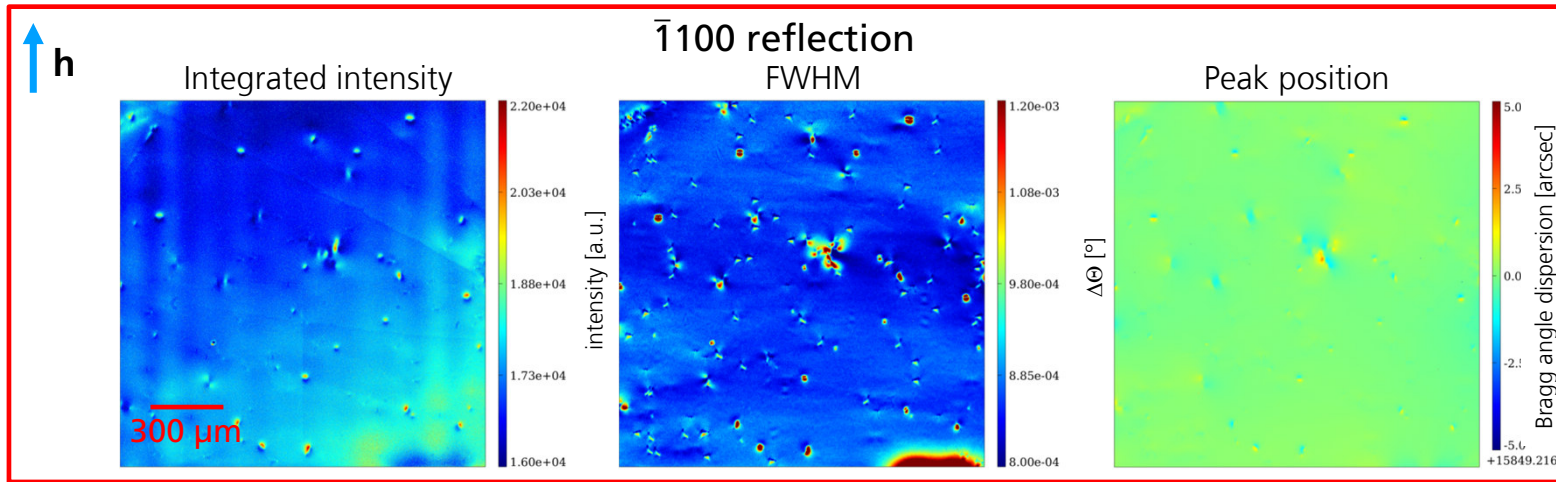 h
1̅100 reflection
Integrated intensity
FWHM
Peak position
2.20e+04
2.03e+04
1.88e+04
1.73e+04
1.60e+04
intensity [a.u.]
300 µm
1.20e-03
1.08e-03
9.80e-04
8.85e-04
8.00e-04
ΔΘ [°]
5.0
2.5
0.0
-2.5
-5.0
+15849.216
Bragg angle dispersion [arcsec]